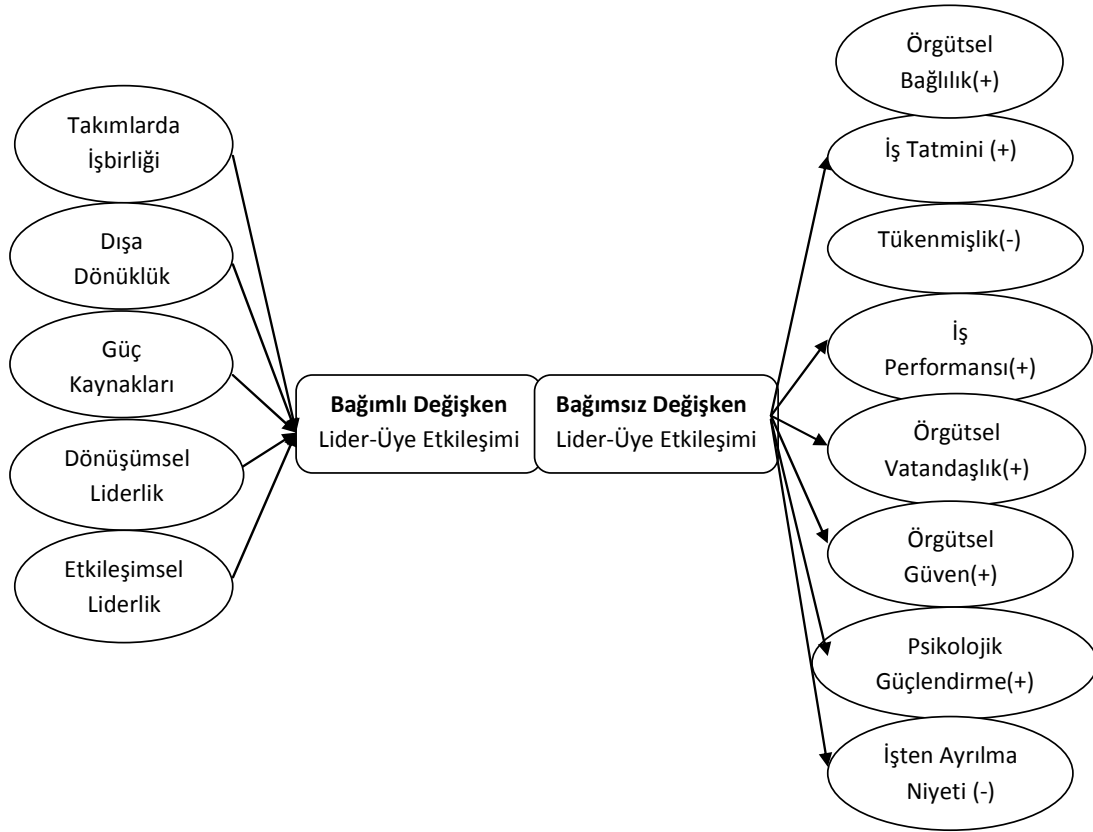 Takımlarda
İşbirliği
Dışa
Dönüklük
Güç
Kaynakları
Dönüşümsel
Liderlik
Etkileşimsel
Liderlik
Bağımlı Değişken
Lider-Üye Etkileşimi
Bağımsız Değişken
Lider-Üye Etkileşimi
Örgütsel
Bağlılık(+)
İş Tatmini (+)
Tükenmişlik(-)
İş
Performansı(+)
Örgütsel
Vatandaşlık(+)
Örgütsel
Güven(+)
Psikolojik
Güçlendirme(+)
İşten Ayrılma
Niyeti (-)